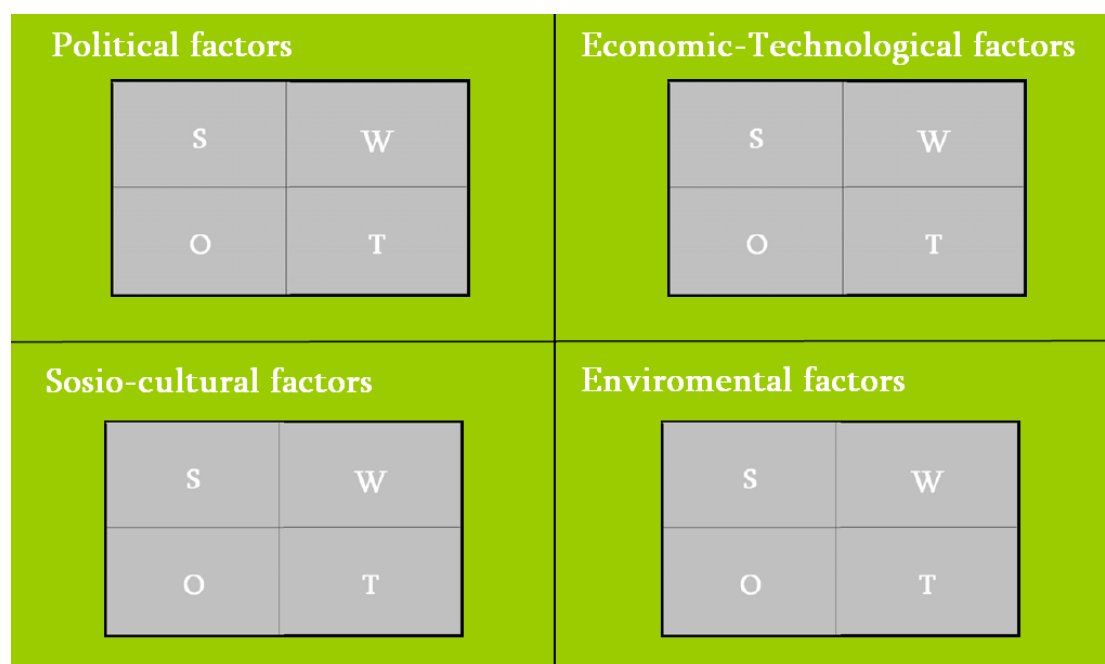 Political factors
S W
O T
Economic-Technological factors
S W
O T
Sosio-cultural factors
S W
O T
Enviromental factors
S W
O T